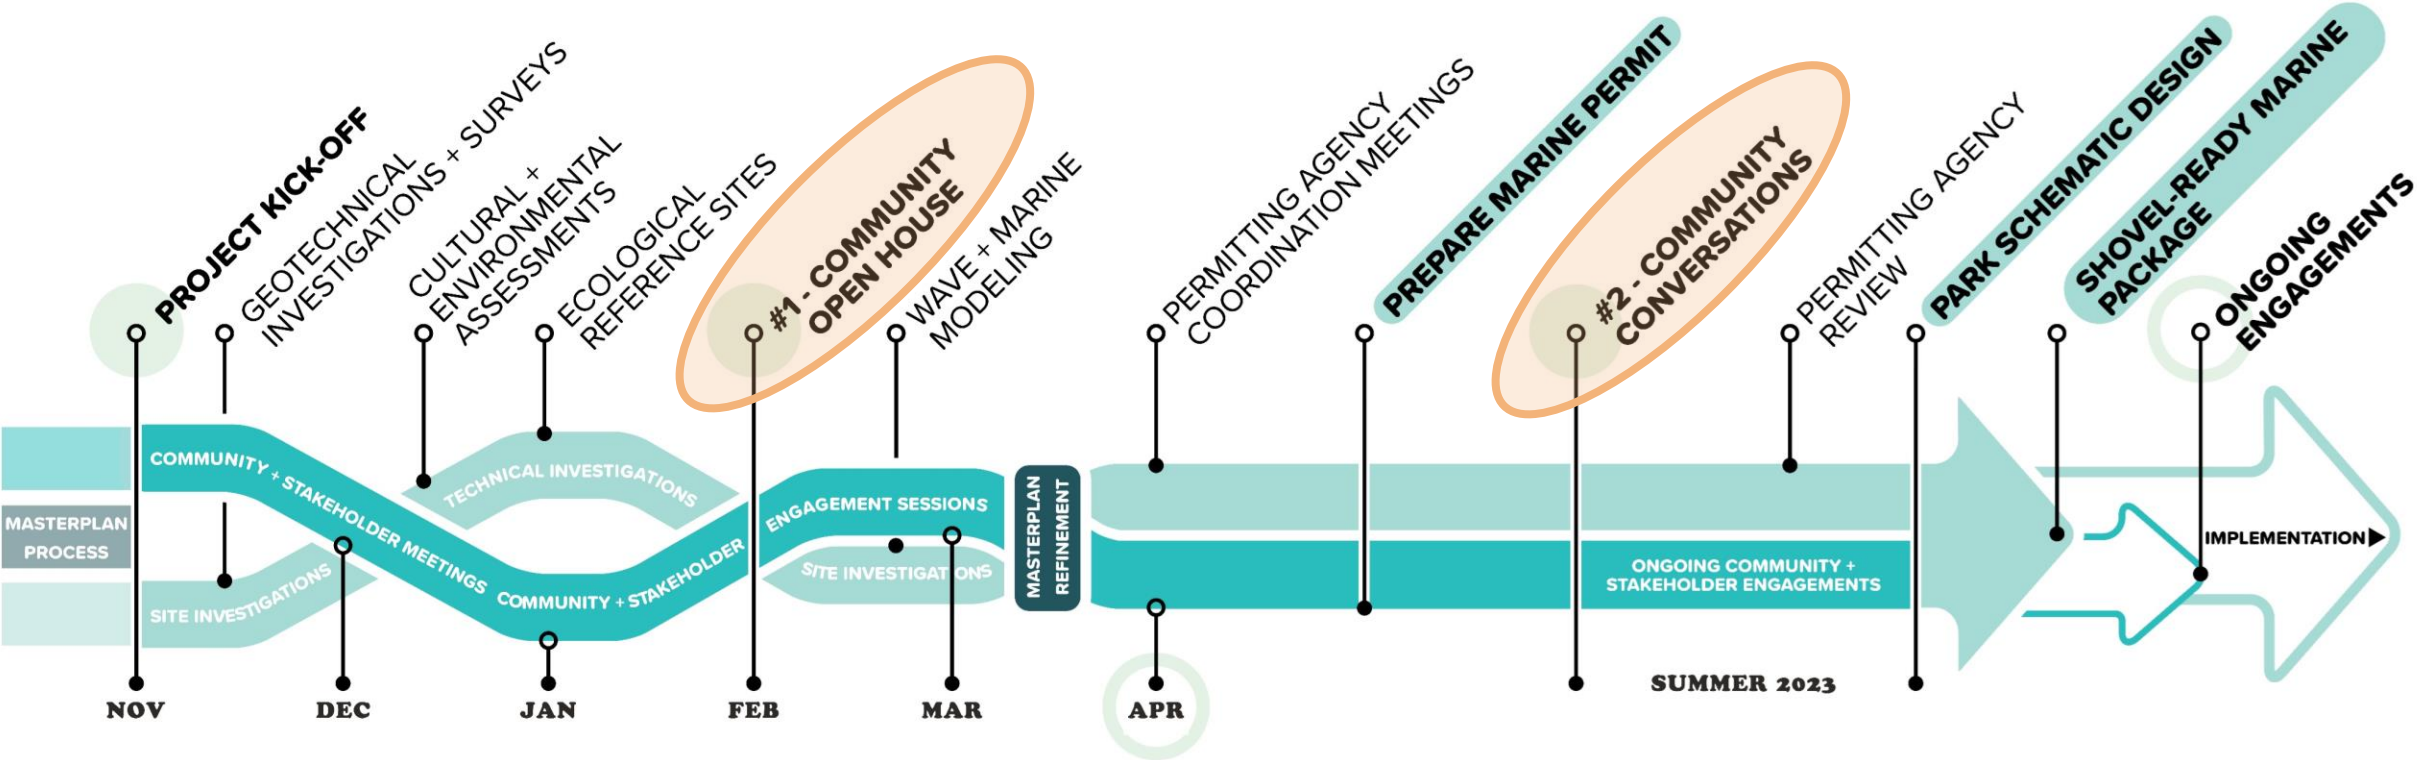 PROJECT KICK-OFF
GEOTECHNICAL
INVESTIGATIONS + SURVEYS
CULTURAL +
ENVIRONMENTAL
ASSESSMENTS
ECOLOGICAL
REFERENCE SITES
#1 - COMMUNITY
OPEN HOUSE
WAVE + MARINE
MODELING
PERMITTING AGENCY
COORDINATION MEETINGS
PREPARE MARINE PERMIT
#2 - COMMUNITY
CONVERSATIONS
PERMITTING AGENCY
REVIEW
PARK SCHEMATIC DESIGN
SHOVEL-READY MARINE
PACKAGE
ONGOING
ENGAGEMENTS
MASTERPLAN
PROCESS
COMMUNITY + STAKEHOLDER MEETINGS
SITE INVESTIGATIONS
TECHNICAL INVESTIGATIONS
COMMUNITY + STAKEHOLDER
ENGAGEMENT SESSIONS
SITE INVESTIGATIONS
MASTERPLAN
REFINEMENT
ONGOING COMMUNITY +
STAKEHOLDER ENGAGEMENTS
IMPLEMENTATION
NOV
DEC
JAN
FEB
MAR
APR
SUMMER 2023